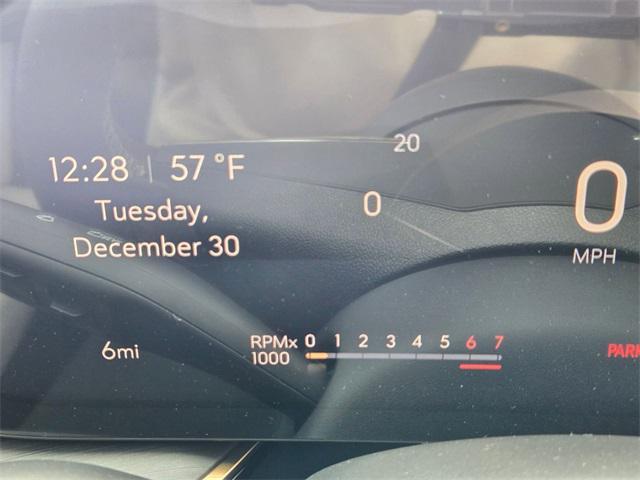 12:28 | 57 °F
Tuesday,
December 30
20
0
0
MPH
6mi
RPMx 0 1 2 3 4 5 6 7
1000